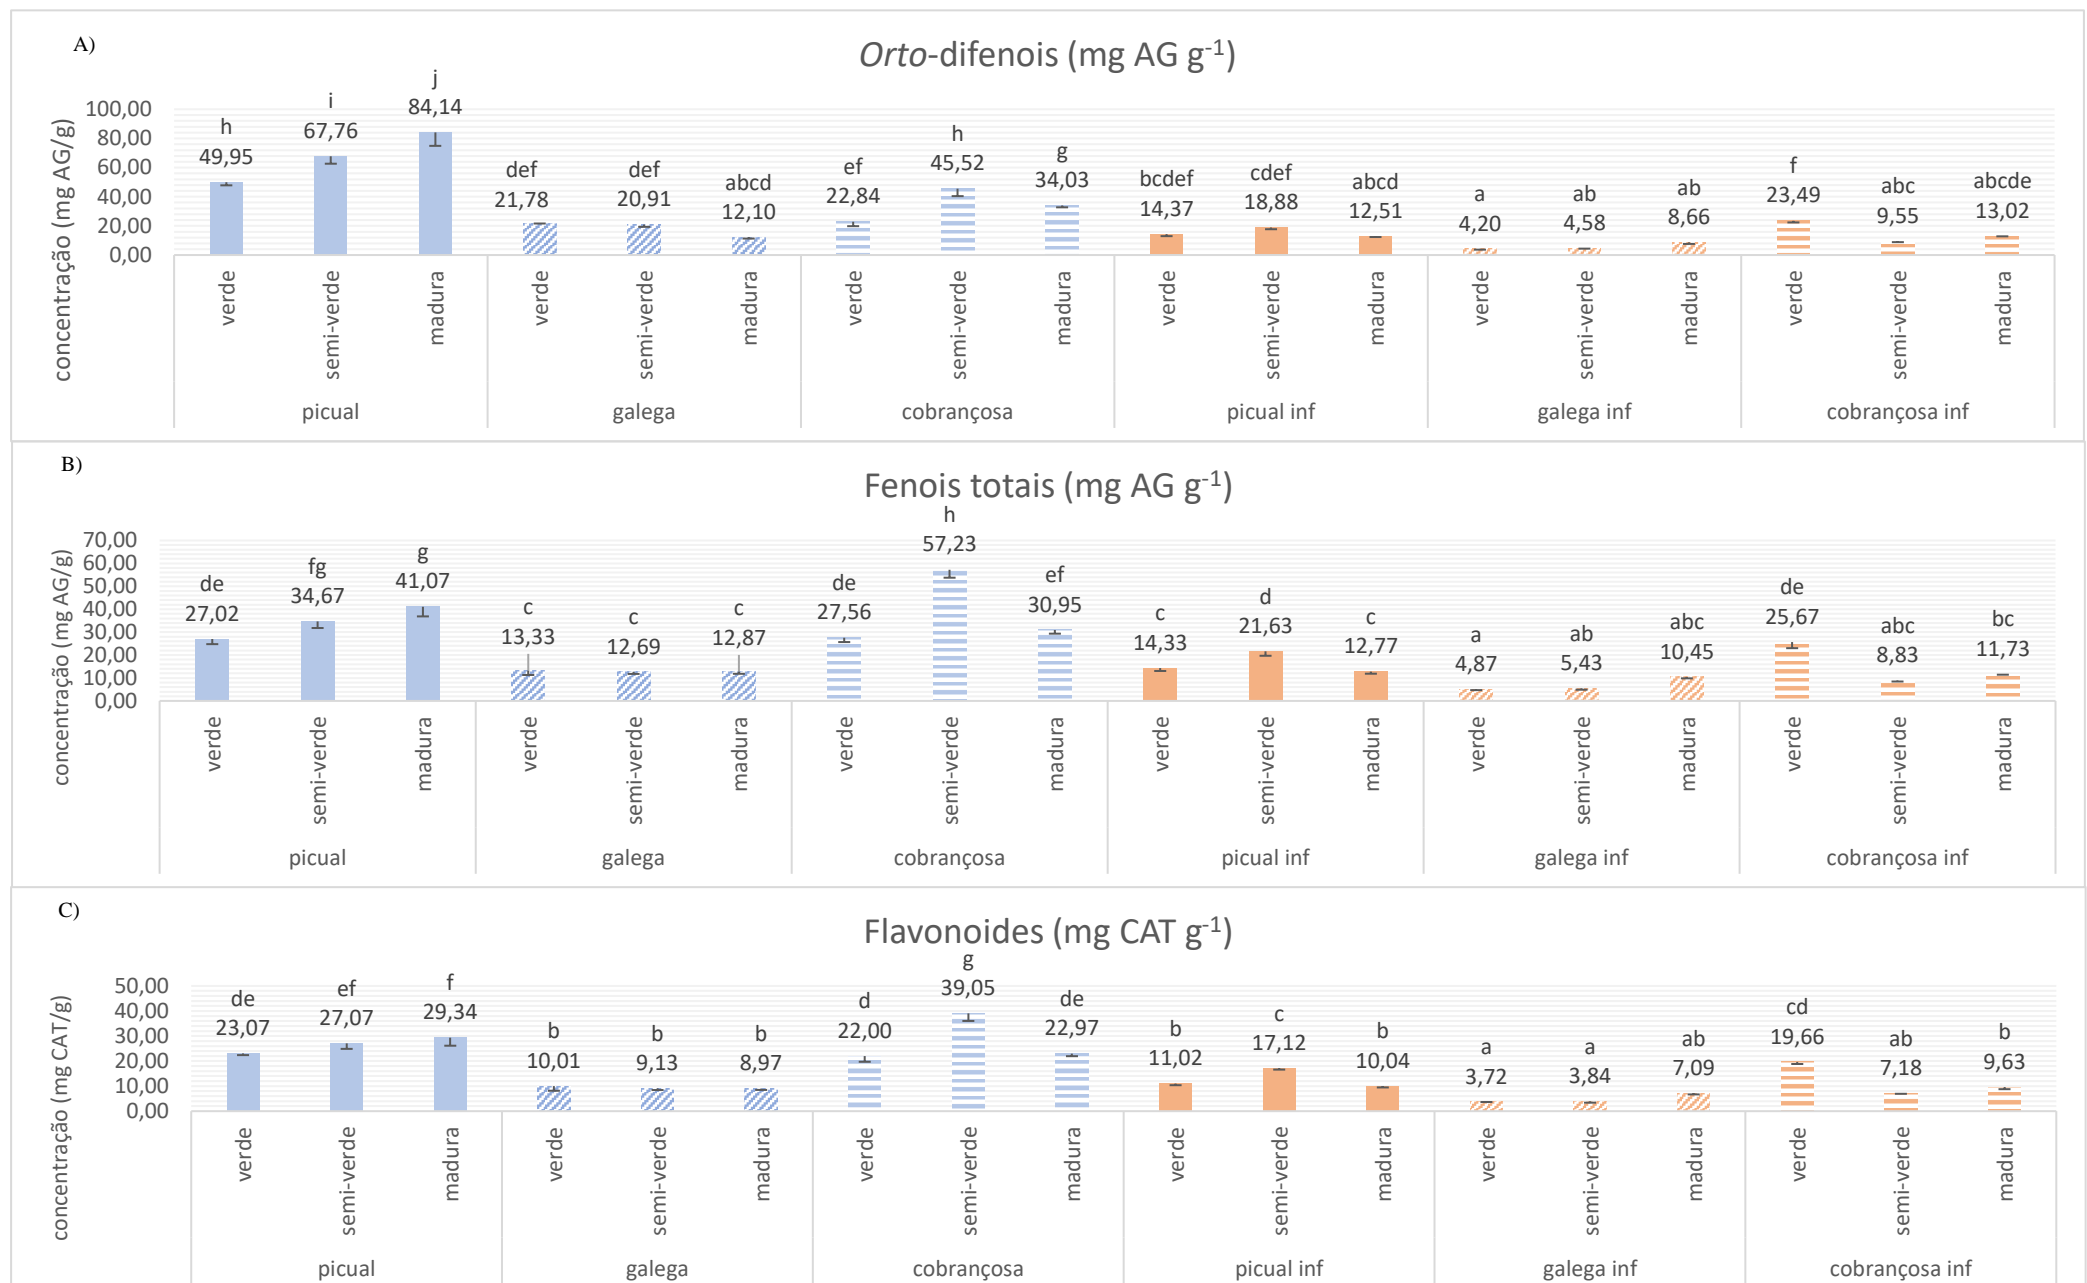 A)
Orto-difenois (mg AG g-1)
concentração (mg AG/g)
100,00
80,00
60,00
40,00
20,00
0,00
h i j def def abcd ef h g bcdef cdef abcd a ab ab f abc abcde
49,95 67,76 84,14 21,78 20,91 12,10 22,84 45,52 34,03 14,37 18,88 12,51 4,20 4,58 8,66 23,49 9,55 13,02
verde semi-verde madura verde semi-verde madura verde semi-verde madura verde semi-verde madura verde semi-verde madura verde semi-verde madura
picual galega cobrançosa picual inf galega inf cobrançosa inf
B)
Fenois totais (mg AG g-1)
concentração (mg AG/g)
70,00
60,00
50,00
40,00
30,00
20,00
10,00
0,00
de fg g c c c de h ef c d c a ab abc de abc bc
27,02 34,67 41,07 13,33 12,69 12,87 27,56 57,23 30,95 14,33 21,63 12,77 4,87 5,43 10,45 25,67 8,83 11,73
verde semi-verde madura verde semi-verde madura verde semi-verde madura verde semi-verde madura verde semi-verde madura verde semi-verde madura
picual galega cobrançosa picual inf galega inf cobrançosa inf
C)
Flavonoides (mg CAT g-1)
concentração (mg CAT/g)
50,00
40,00
30,00
20,00
10,00
0,00
de ef f b b b d g de b c b a a ab cd ab b
23,07 27,07 29,34 10,01 9,13 8,97 22,00 39,05 22,97 11,02 17,12 10,04 3,72 3,84 7,09 19,66 7,18 9,63
verde semi-verde madura verde semi-verde madura verde semi-verde madura verde semi-verde madura verde semi-verde madura verde semi-verde madura
picual galega cobrançosa picual inf galega inf cobrançosa inf